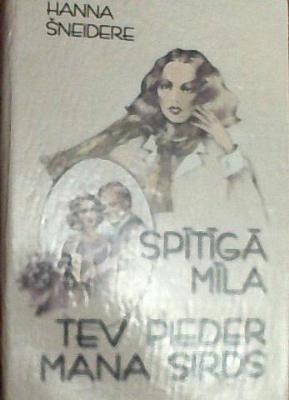 HANNA
ŠNEIDERE
SPĪTĪGĀ
MĪLA
TEV PIEDER
MANA SIRDS